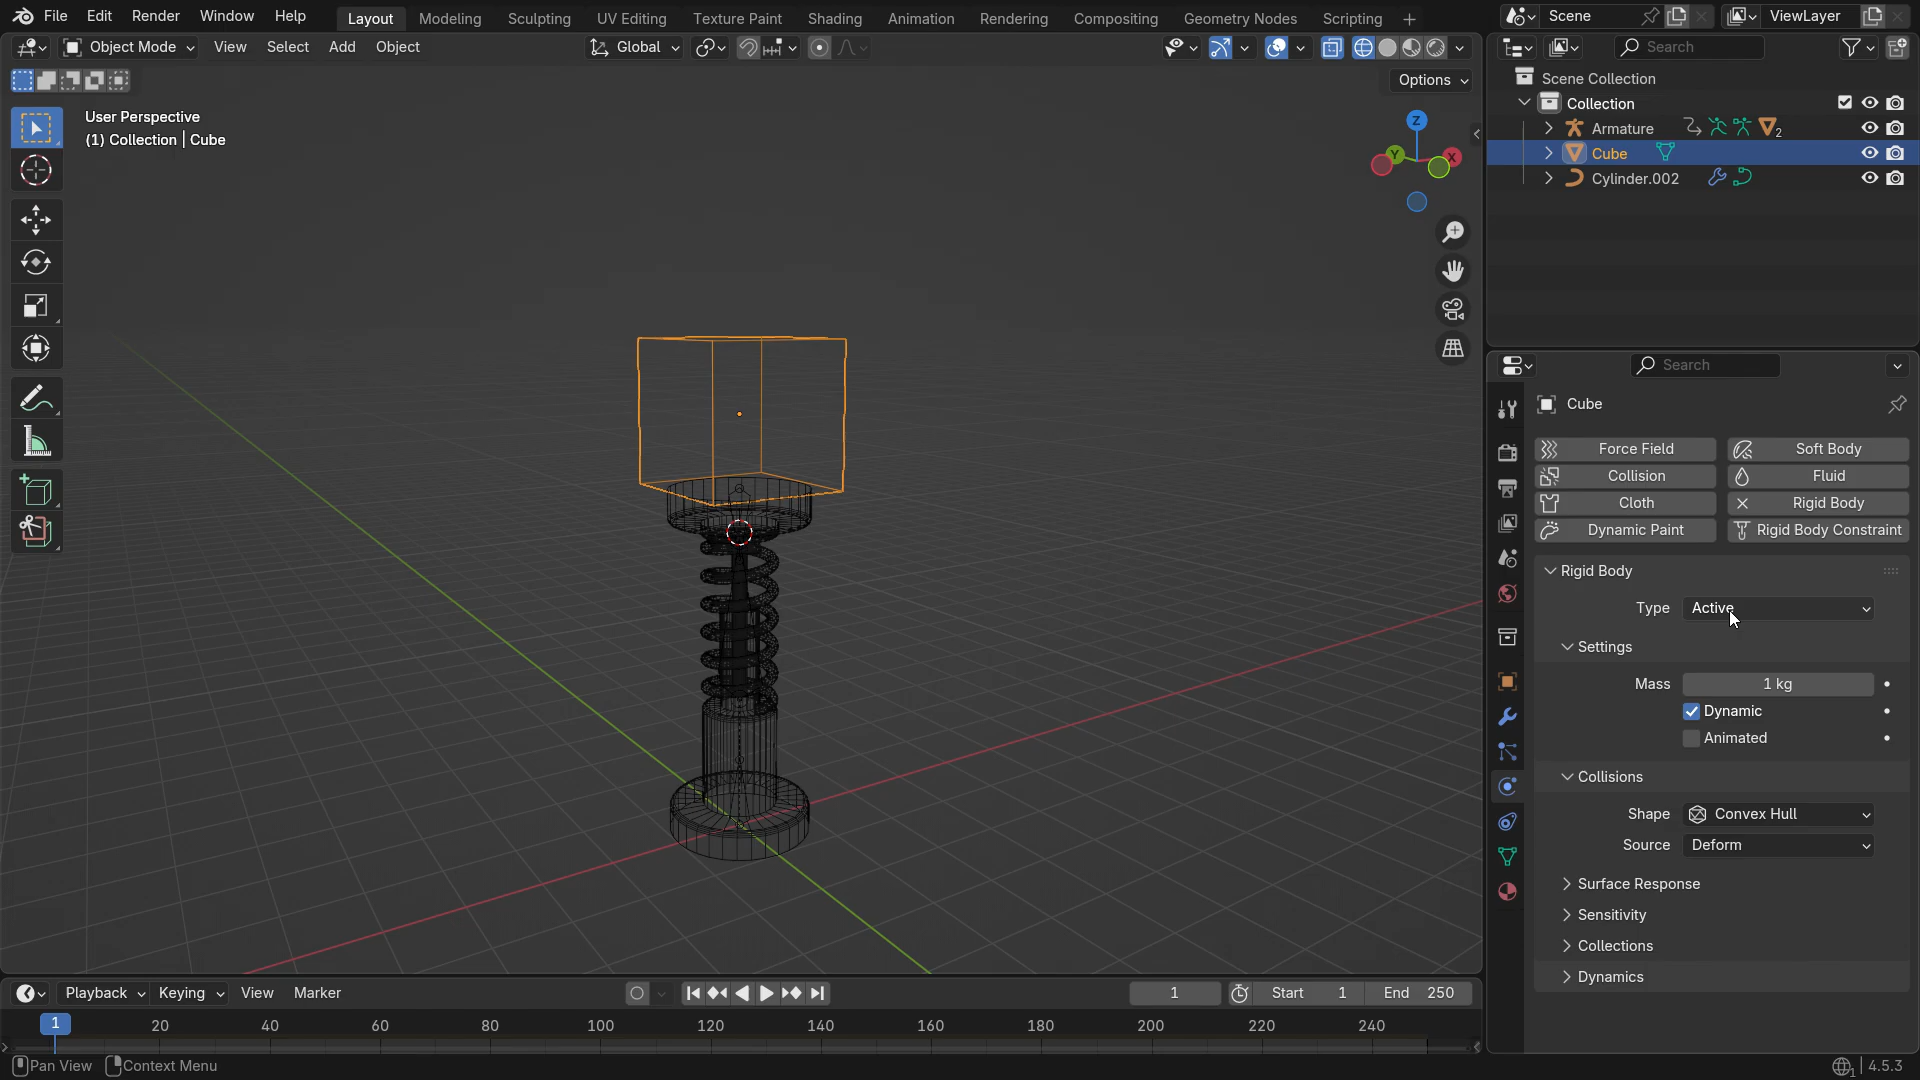 File Edit Render Window Help Layout Modeling Sculpting UV Editing Texture Paint Shading Animation Rendering Compositing Geometry Nodes Scripting + Scene ViewLayer
Object Mode View Select Add Object Global Search
Options
User Perspective
(1) Collection | Cube
Z
Y
X
Scene Collection
Collection
Armature 2
Cube
Cylinder.002
Search
Cube
Force Field Soft Body
Collision Fluid
Cloth Rigid Body
Dynamic Paint Rigid Body Constraint
Rigid Body
Type Active
Settings
Mass 1 kg
Dynamic
Animated
Collisions
Shape Convex Hull
Source Deform
Surface Response
Sensitivity
Collections
Dynamics
Playback Keying View Marker 1 Start 1 End 250
1 20 40 60 80 100 120 140 160 180 200 220 240
Pan View Context Menu 1 4.5.3